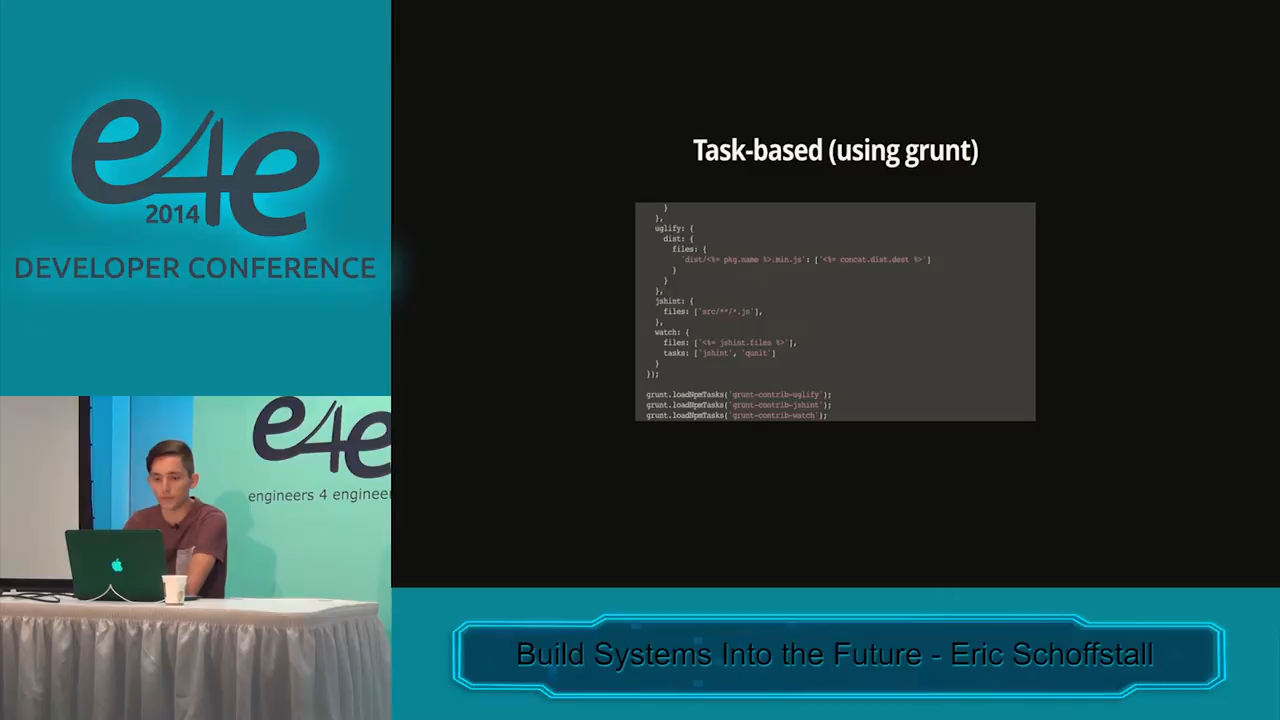 e4e
2014
DEVELOPER CONFERENCE
e4e
engineers 4 enginee
Task-based (using grunt)
}
},
uglify: {
dist: {
files: {
'dist/<%= pkg.name %>.min.js': ['<%= concat.dist.dest %>']
}
}
},
jshint: {
files: ['src/**/*.js'],
},
watch: {
files: ['<%= jshint.files %>'],
tasks: ['jshint', 'qunit']
}
});
grunt.loadNpmTasks('grunt-contrib-uglify');
grunt.loadNpmTasks('grunt-contrib-jshint');
grunt.loadNpmTasks('grunt-contrib-watch');
Build Systems Into the Future - Eric Schoffstall